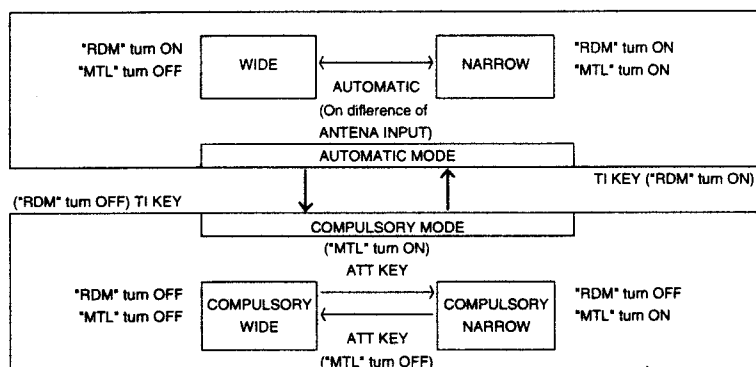 "RDM" turn ON
"MTL" turn OFF
WIDE
AUTOMATIC
(On difference of
ANTENA INPUT)
NARROW
"RDM" turn ON
"MTL" turn ON
AUTOMATIC MODE
("RDM" turn OFF) TI KEY
TI KEY ("RDM" turn ON)
COMPULSORY MODE
("MTL" turn ON)
ATT KEY
"RDM" turn OFF
"MTL" turn OFF
COMPULSORY
WIDE
COMPULSORY
NARROW
"RDM" turn OFF
"MTL" turn ON
ATT KEY
("MTL" turn OFF)